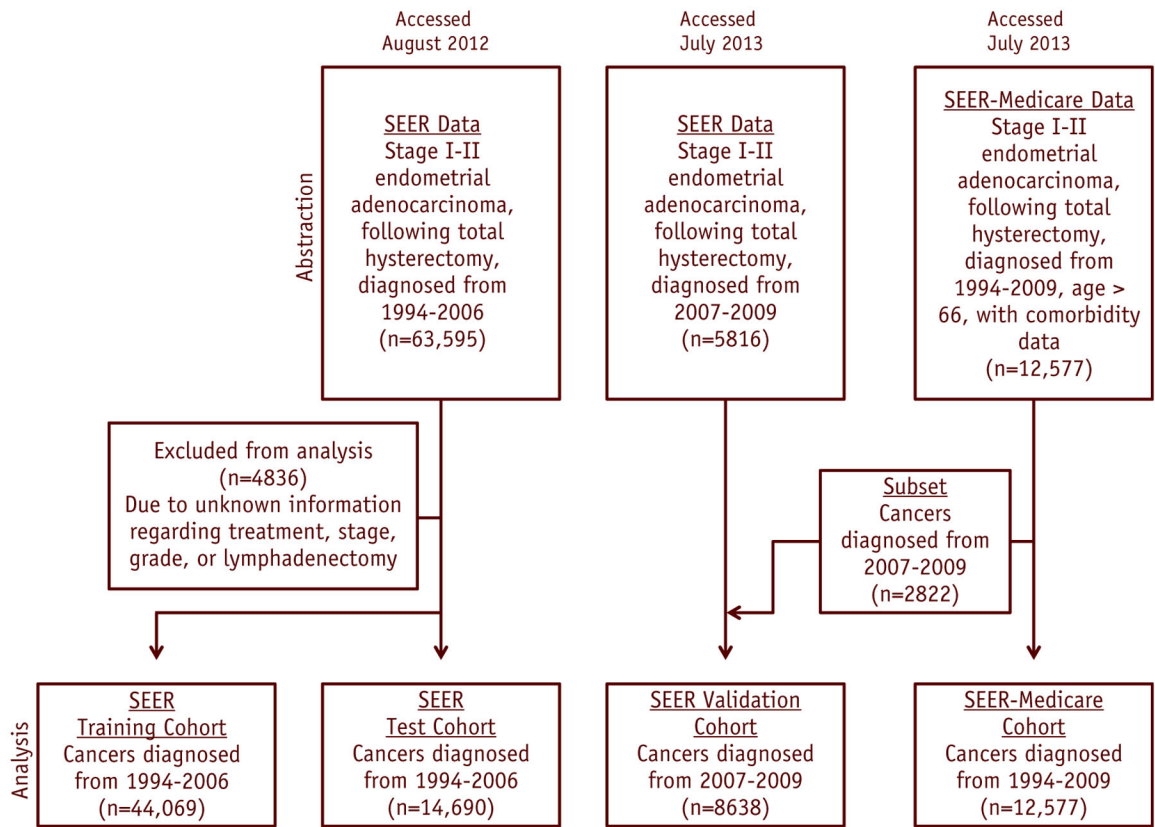 Accessed
August 2012
Accessed
July 2013
Accessed
July 2013
Abstraction
SEER Data
Stage I-II
endometrial
adenocarcinoma,
following total
hysterectomy,
diagnosed from
1994-2006
(n=63,595)
SEER Data
Stage I-II
endometrial
adenocarcinoma,
following total
hysterectomy,
diagnosed from
2007-2009
(n=5816)
SEER-Medicare Data
Stage I-II
endometrial
adenocarcinoma,
following total
hysterectomy,
diagnosed from
1994-2009, age >
66, with comorbidity
data
(n=12,577)
Excluded from analysis
(n=4836)
Due to unknown information
regarding treatment, stage,
grade, or lymphadenectomy
Subset
Cancers
diagnosed from
2007-2009
(n=2822)
Analysis
SEER
Training Cohort
Cancers diagnosed
from 1994-2006
(n=44,069)
SEER
Test Cohort
Cancers diagnosed
from 1994-2006
(n=14,690)
SEER Validation
Cohort
Cancers diagnosed
from 2007-2009
(n=8638)
SEER-Medicare
Cohort
Cancers diagnosed
from 1994-2009
(n=12,577)